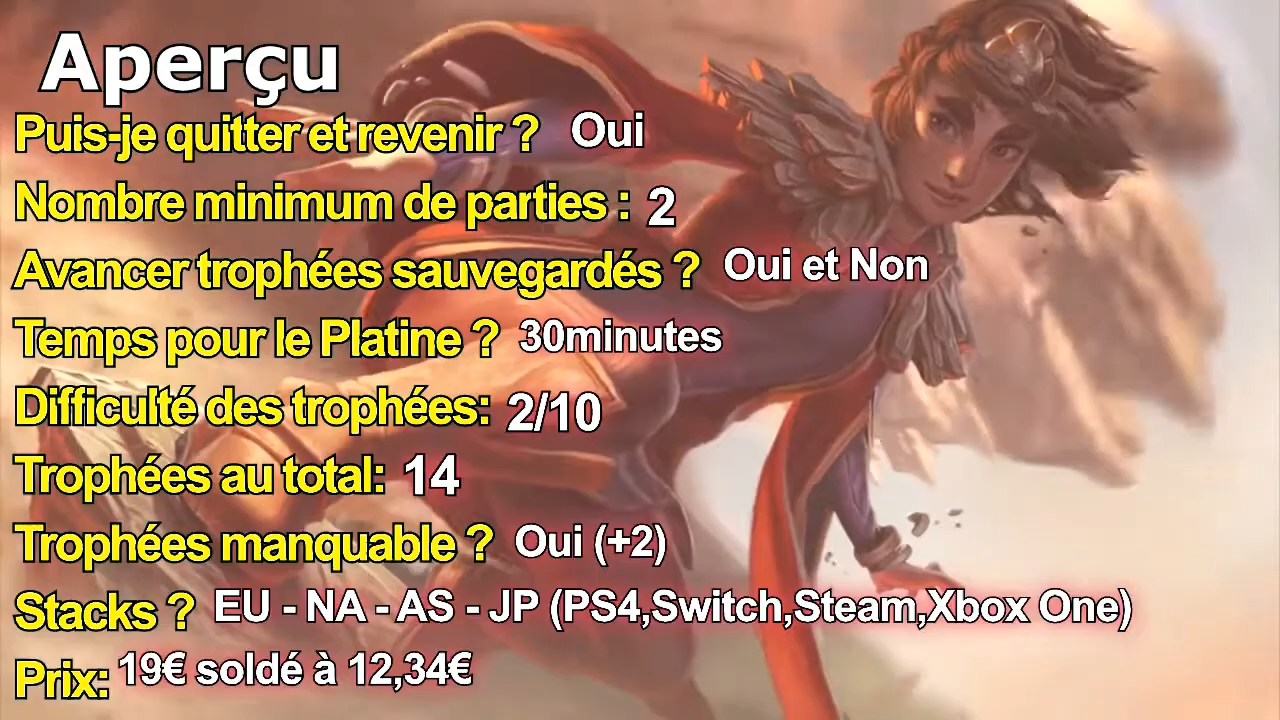 Aperçu
Puis-je quitter et revenir ? Oui
Nombre minimum de parties : 2
Avancer trophées sauvegardés ? Oui et Non
Temps pour le Platine ? 30minutes
Difficulté des trophées: 2/10
Trophées au total: 14
Trophées manquable ? Oui (+2)
Stacks ? EU - NA - AS - JP (PS4,Switch,Steam,Xbox One)
Prix: 19€ soldé à 12,34€